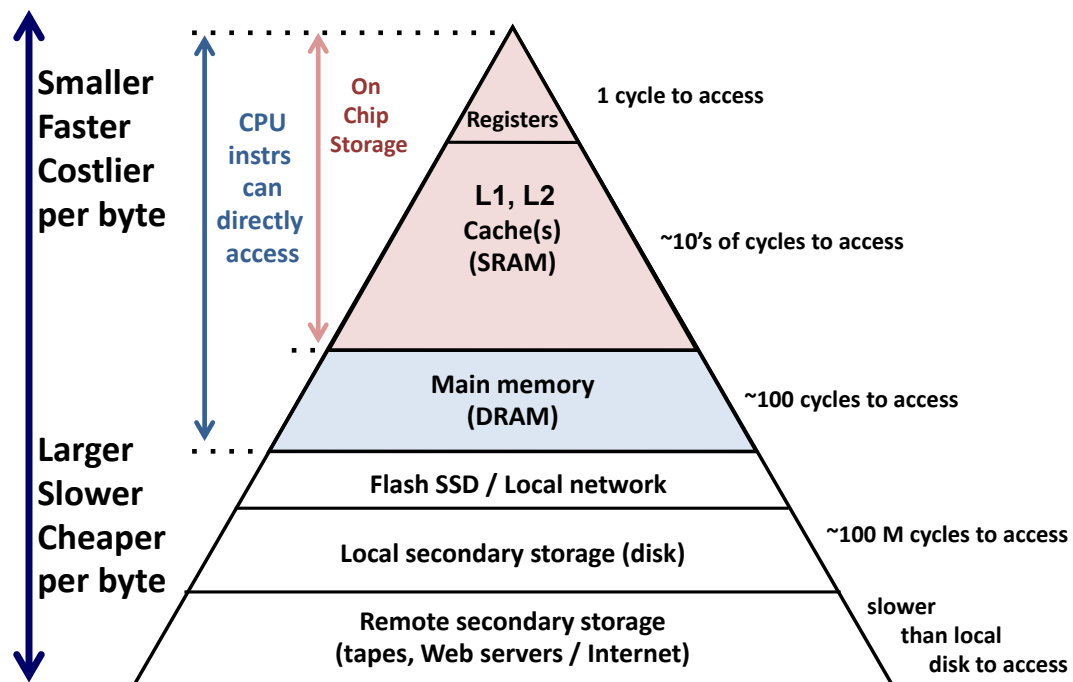 Smaller
Faster
Costlier
per byte
Larger
Slower
Cheaper
per byte
CPU
instrs
can
directly
access
On
Chip
Storage
Registers
1 cycle to access
L1, L2
Cache(s)
(SRAM)
~10’s of cycles to access
Main memory
(DRAM)
~100 cycles to access
Flash SSD / Local network
Local secondary storage (disk)
~100 M cycles to access
Remote secondary storage
(tapes, Web servers / Internet)
slower
than local
disk to access